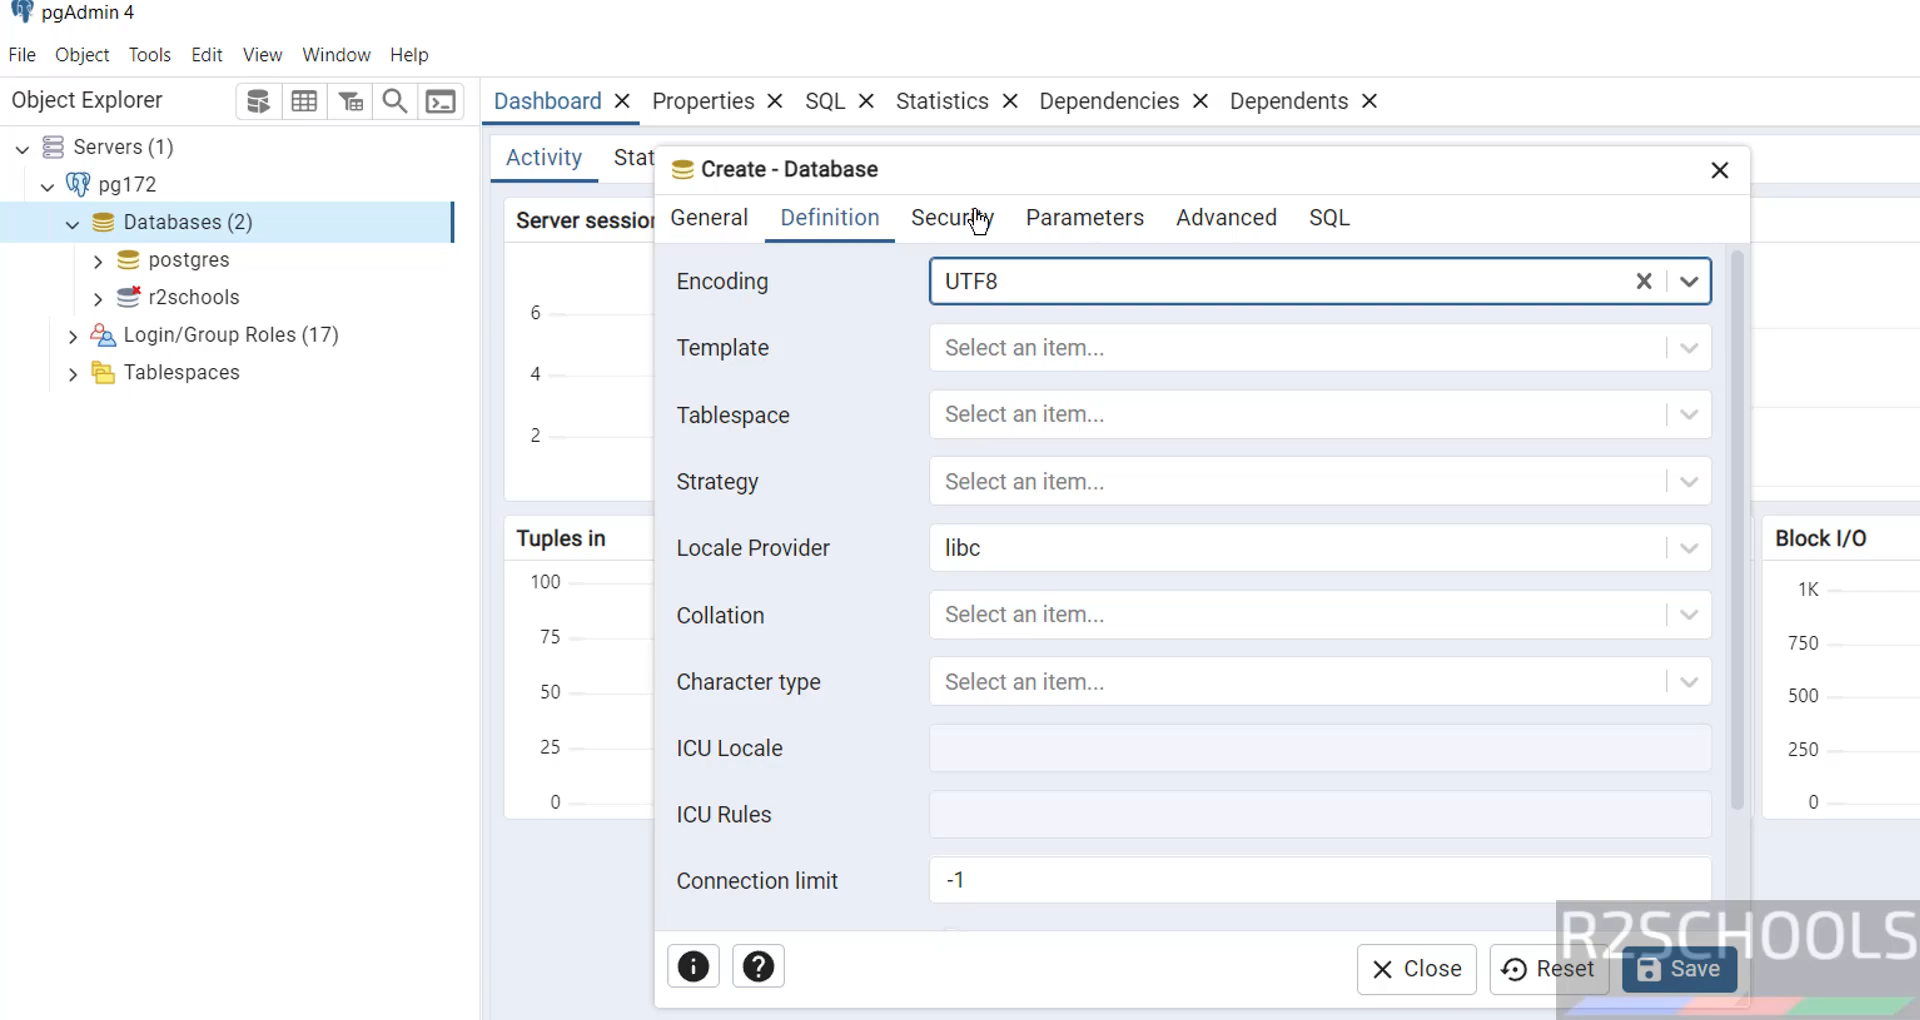 pgAdmin 4
File Object Tools Edit View Window Help
Object Explorer
Dashboard Properties SQL Statistics Dependencies Dependents
Servers (1)
pg172
Databases (2)
postgres
r2schools
Login/Group Roles (17)
Tablespaces
Activity
Stat
Server session
6
4
2
Tuples in
100
75
50
25
0
Create - Database
General Definition Security Parameters Advanced SQL
Encoding UTF8
Template Select an item...
Tablespace Select an item...
Strategy Select an item...
Locale Provider libc
Collation Select an item...
Character type Select an item...
ICU Locale
ICU Rules
Connection limit -1
Close Reset Save
Block I/O
1K
750
500
250
0
R2SCHOOLS